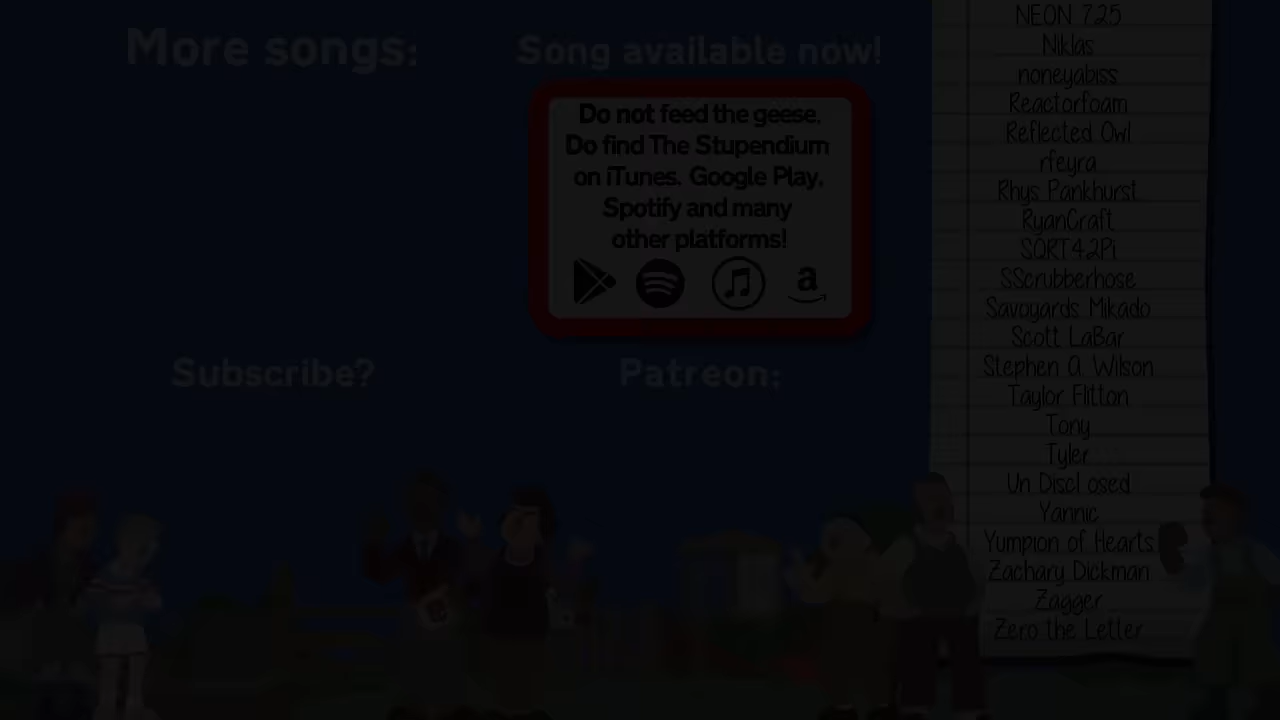 More songs:
Song available now!
Do not feed the geese.
Do find The Stupendium
on iTunes, Google Play,
Spotify and many
other platforms!
a
Subscribe?
Patreon:
NEON 725
Niklas
noneyabiss
Reactorfoam
Reflected Owl
rfeyra
Rhys Pankhurst
RyanCraft
SQRT42Pi
SScrubberhose
Savoyards Mikado
Scott LaBar
Stephen A. Wilson
Taylor Flitton
Tony
Tyler
Un Discl osed
Yannic
Yumpion of Hearts
Zachary Dickman
Zagger
Zero the Letter